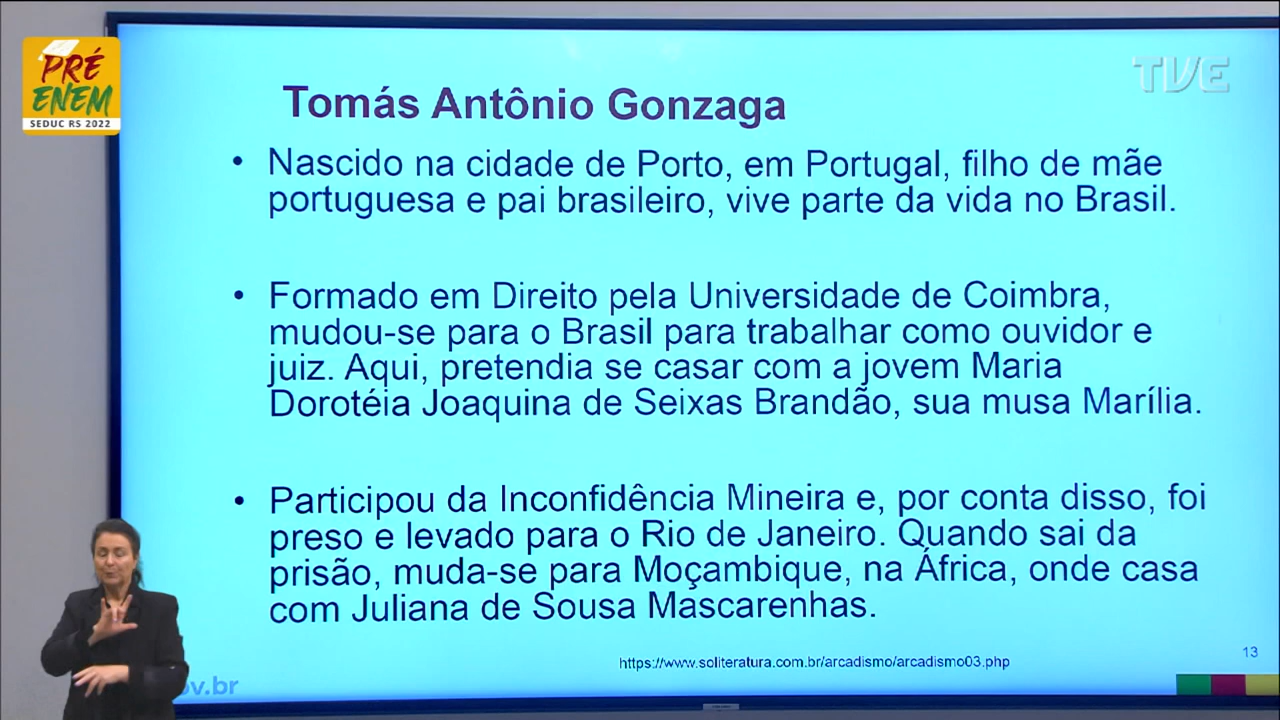 PRÉ
ENEM
SEDUC RS 2022
TVE
Tomás Antônio Gonzaga
• Nascido na cidade de Porto, em Portugal, filho de mãe
portuguesa e pai brasileiro, vive parte da vida no Brasil.
• Formado em Direito pela Universidade de Coimbra,
mudou-se para o Brasil para trabalhar como ouvidor e
juiz. Aqui, pretendia se casar com a jovem Maria
Dorotéia Joaquina de Seixas Brandão, sua musa Marília.
• Participou da Inconfidência Mineira e, por conta disso, foi
preso e levado para o Rio de Janeiro. Quando sai da
prisão, muda-se para Moçambique, na África, onde casa
com Juliana de Sousa Mascarenhas.
https://www.soliteratura.com.br/arcadismo/arcadismo03.php
13
ov.br